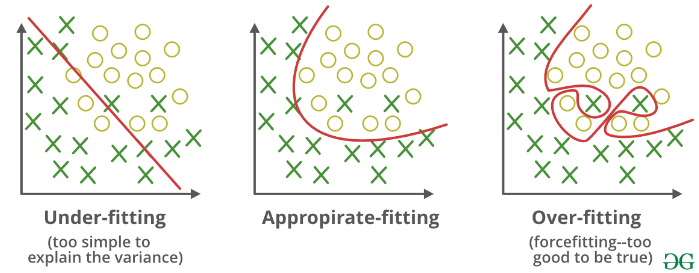 Under-fitting
(too simple to
explain the variance)
Appropirate-fitting
Over-fitting
(forcefitting--too
good to be true)